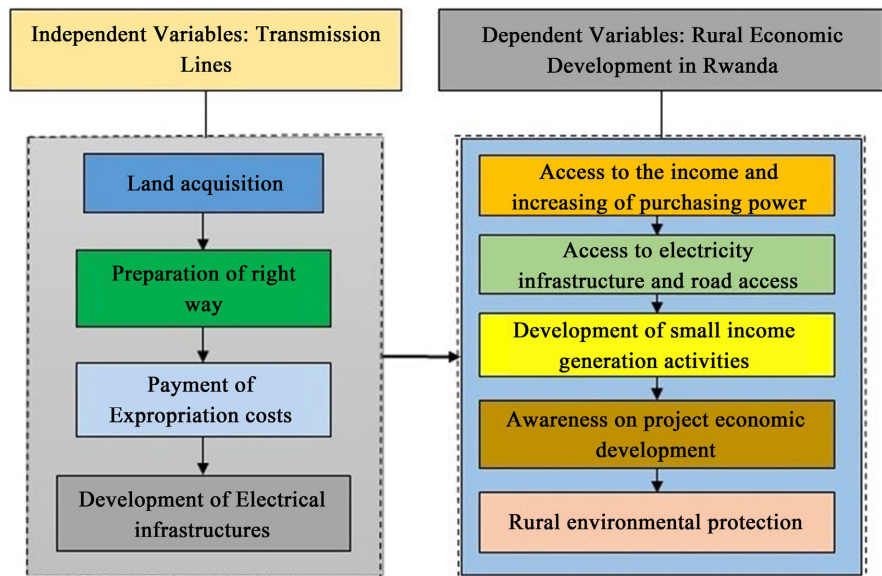 Independent Variables: Transmission
Lines
Land acquisition
Preparation of right
way
Payment of
Expropriation costs
Development of Electrical
infrastructures
Dependent Variables: Rural Economic
Development in Rwanda
Access to the income and
increasing of purchasing power
Access to electricity
infrastructure and road access
Development of small income
generation activities
Awareness on project economic
development
Rural environmental protection